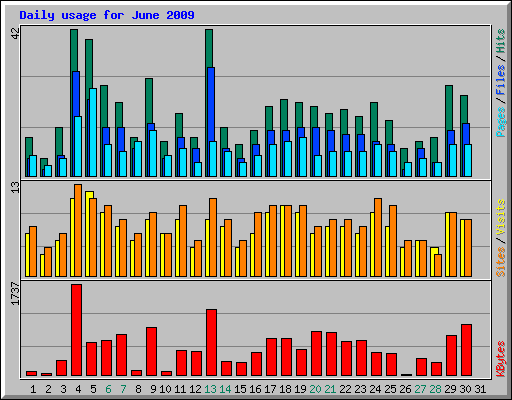 Daily usage for June 2009
42
Pages / Files / Hits
13
Sites / Visits
1737
KBytes
1 2 3 4 5 6 7 8 9 10 11 12 13 14 15 16 17 18 19 20 21 22 23 24 25 26 27 28 29 30 31